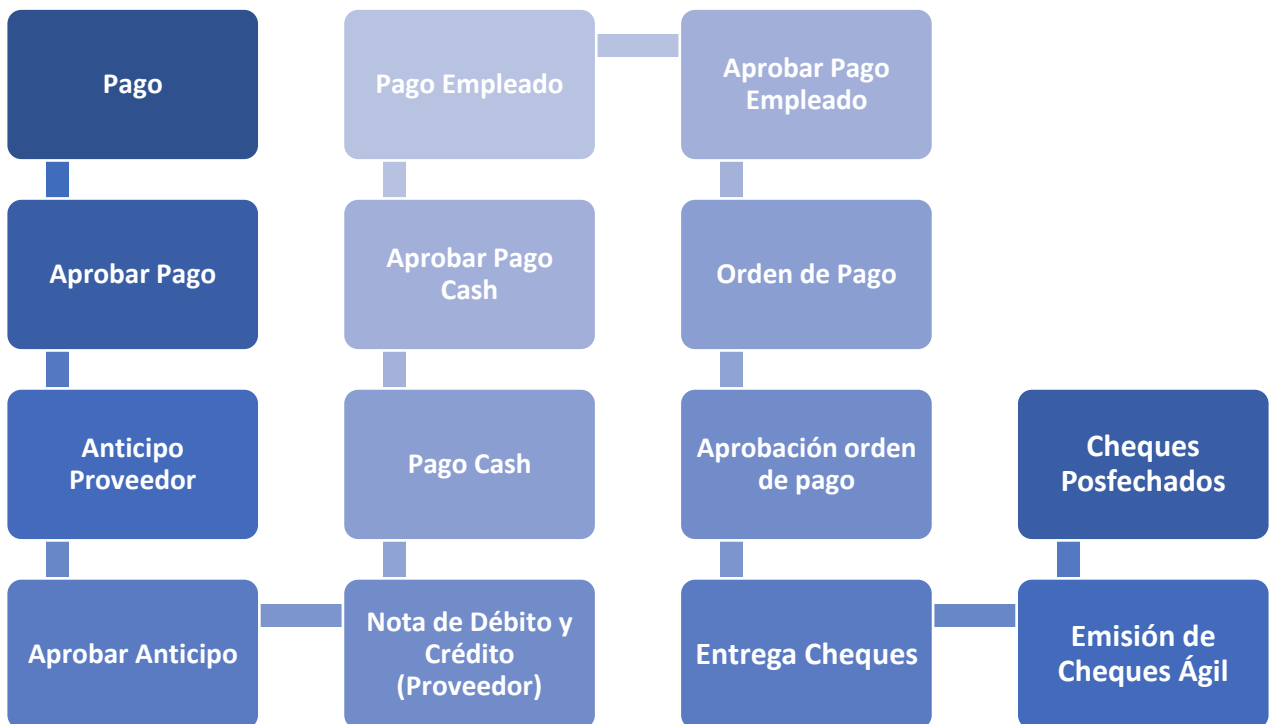 Pago
Aprobar Pago
Anticipo
Proveedor
Aprobar Anticipo
Nota de Débito y
Crédito
(Proveedor)
Pago Cash
Aprobar Pago
Cash
Pago Empleado
Aprobar Pago
Empleado
Orden de Pago
Aprobación orden
de pago
Entrega Cheques
Emisión de
Cheques Ágil
Cheques
Posfechados